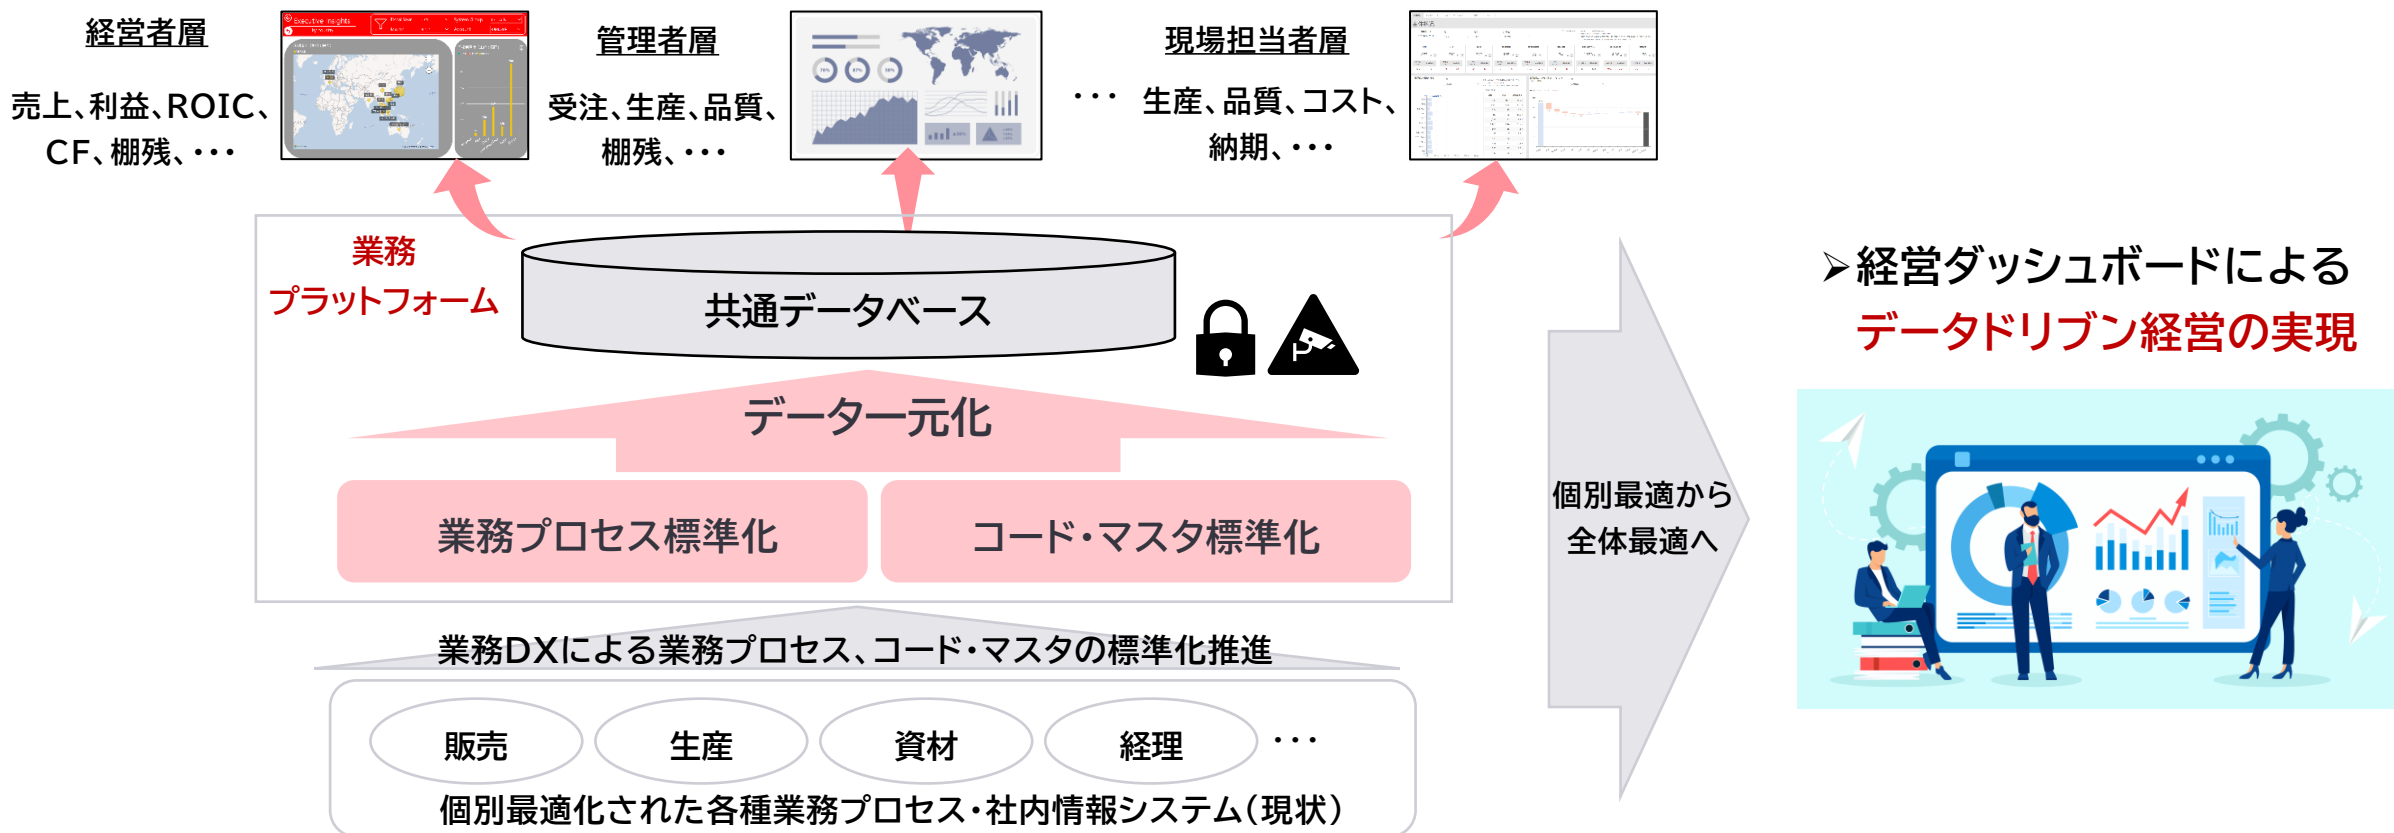 経営者層
売上、利益、ROIC、
CF、棚残、・・・
Executive Insights
管理者層
受注、生産、品質、
棚残、・・・
・・・
現場担当者層
生産、品質、コスト、
納期、・・・
業務
プラットフォーム
共通データベース
データ一元化
業務プロセス標準化
コード・マスタ標準化
業務DXによる業務プロセス、コード・マスタの標準化推進
販売
生産
資材
経理
・・・
個別最適化された各種業務プロセス・社内情報システム(現状)
個別最適から
全体最適へ
➢経営ダッシュボードによる
データドリブン経営の実現